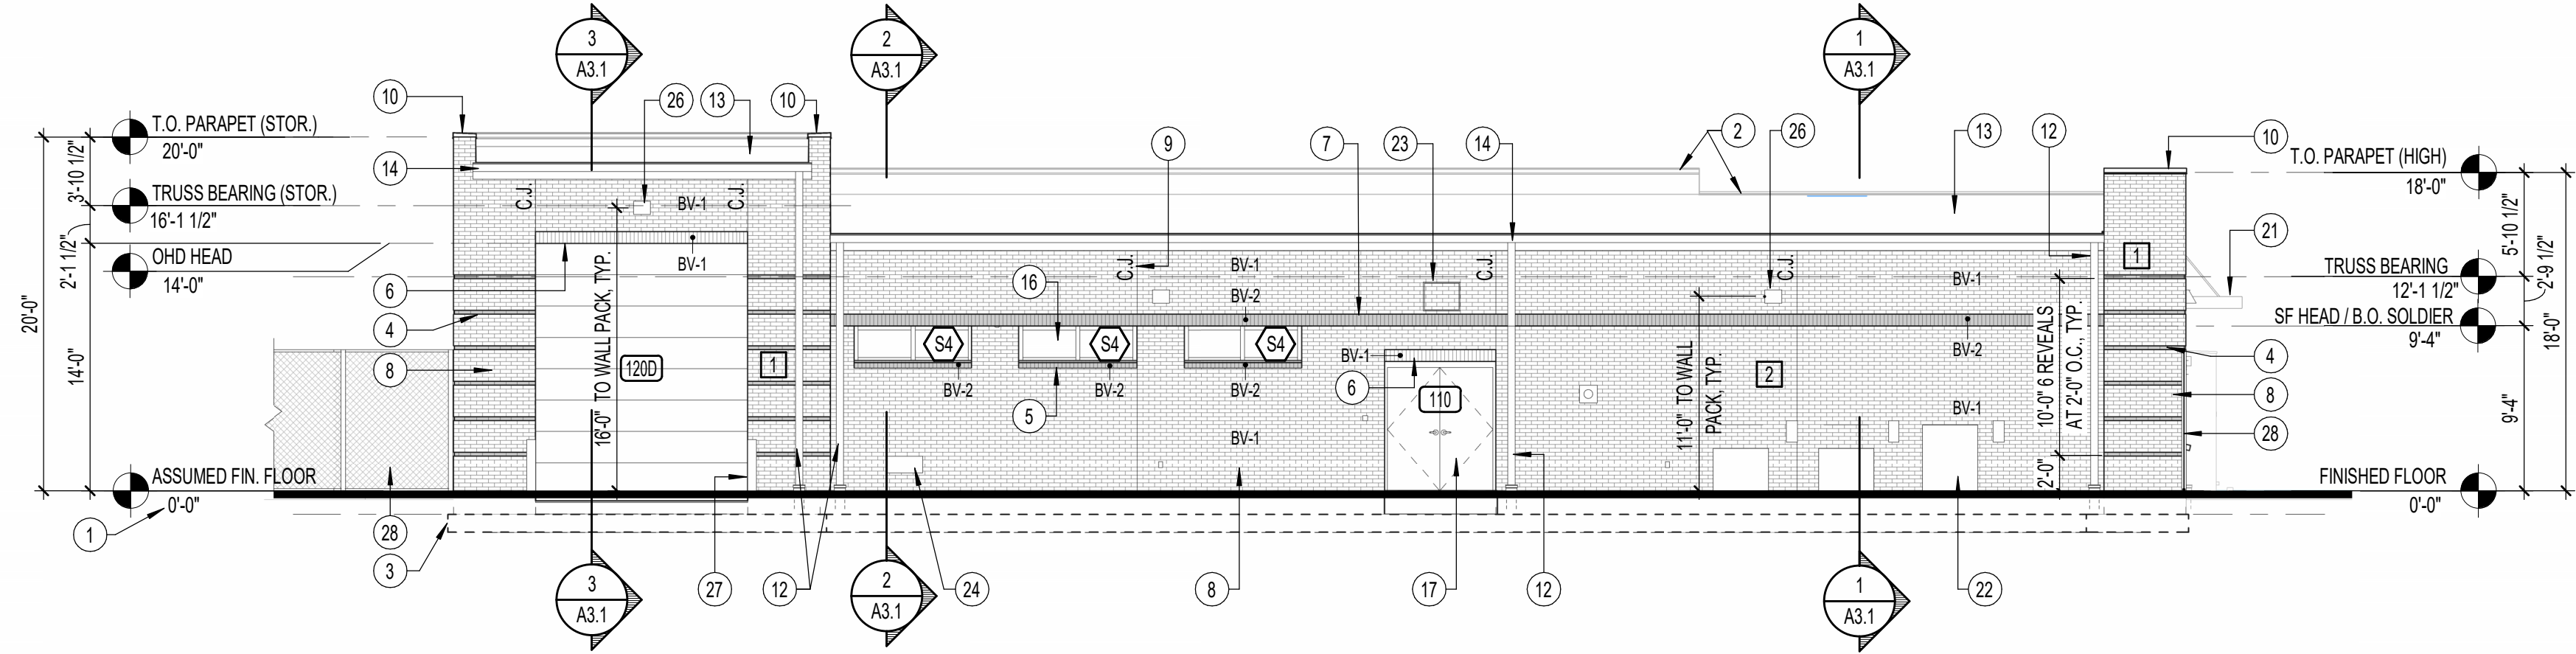 3
A3.1
2
A3.1
1
A3.1
10
26
13
10
9
7
23
14
2
26
13
12
10
T.O. PARAPET (STOR.)
20'-0"
14
TRUSS BEARING (STOR.)
16'-1 1/2"
OHD HEAD
14'-0"
3'-10 1/2"
2'-1 1/2"
14'-0"
20'-0"
6
4
8
ASSUMED FIN. FLOOR
0'-0"
1
28
3
C.J.
BV-1
C.J.
BV-1
16'-0" TO WALL PACK, TYP.
120D
1
27
12
C.J.
BV-1
BV-2
16
S4
S4
S4
BV-2
BV-2
BV-2
5
BV-1
24
8
C.J.
BV-1
6
110
17
12
C.J.
11'-0" TO WALL
PACK, TYP.
2
BV-1
BV-2
BV-1
10'-0" 6 REVEALS
AT 2'-0" O.C., TYP.
2'-0"
22
1
T.O. PARAPET (HIGH)
18'-0"
21
TRUSS BEARING
12'-1 1/2"
SF HEAD / B.O. SOLDIER
9'-4"
4
8
28
FINISHED FLOOR
0'-0"
5'-10 1/2"
2'-9 1/2"
9'-4"
18'-0"
3
A3.1
2
A3.1
1
A3.1